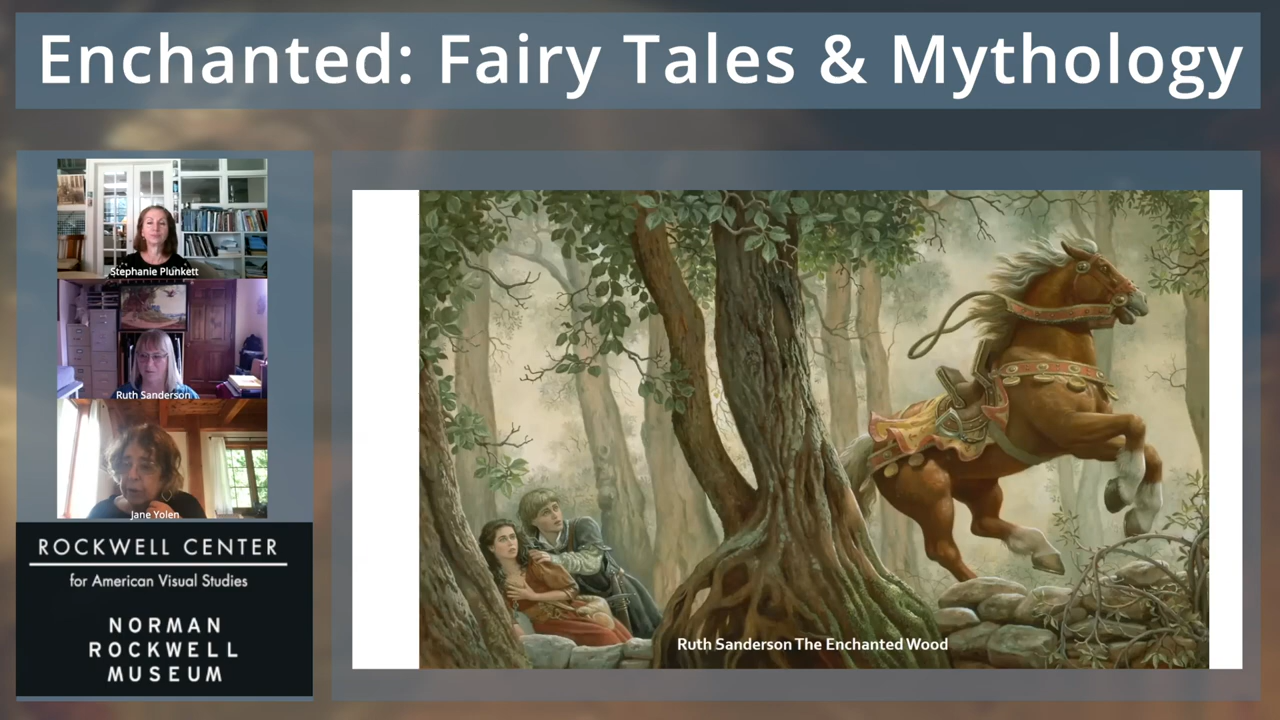 Enchanted: Fairy Tales & Mythology
Stephanie Plunkett
Ruth Sanderson
Jane Yolen
ROCKWELL CENTER
for American Visual Studies
NORMAN
ROCKWELL
MUSEUM
Ruth Sanderson The Enchanted Wood